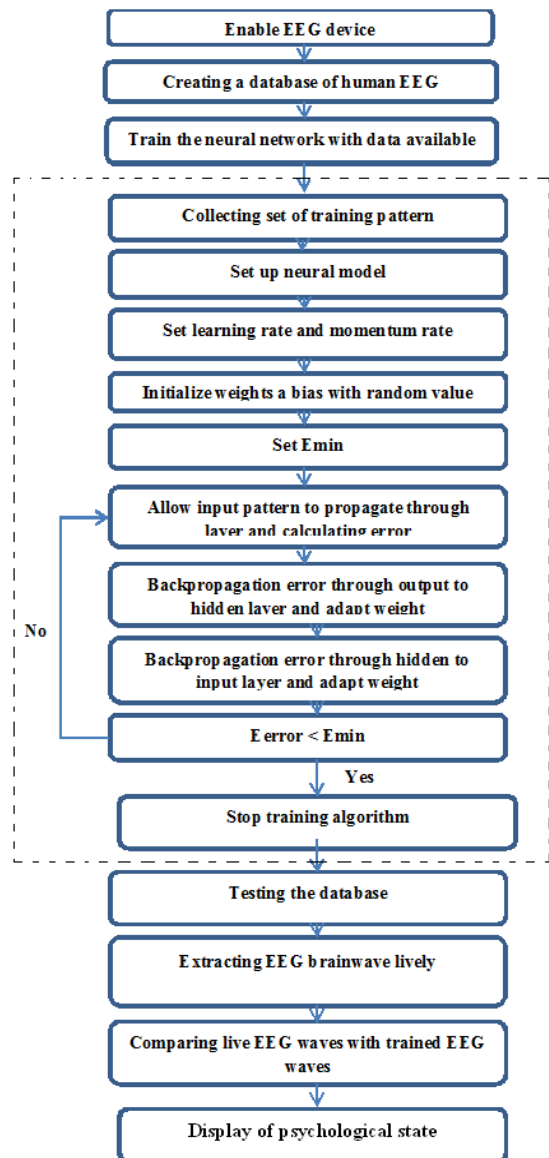 Enable EEG device
Creating a database of human EEG
Train the neural network with data available
Collecting set of training pattern
Set up neural model
Set learning rate and momentum rate
Initialize weights a bias with random value
Set Emin
Allow input pattern to propagate through
layer and calculating error
Backpropagation error through output to
hidden layer and adapt weight
No
Backpropagation error through hidden to
input layer and adapt weight
Eerror < Emin
Yes
Stop training algorithm
Testing the database
Extracting EEG brainwave lively
Comparing live EEG waves with trained EEG
waves
Display of psychological state